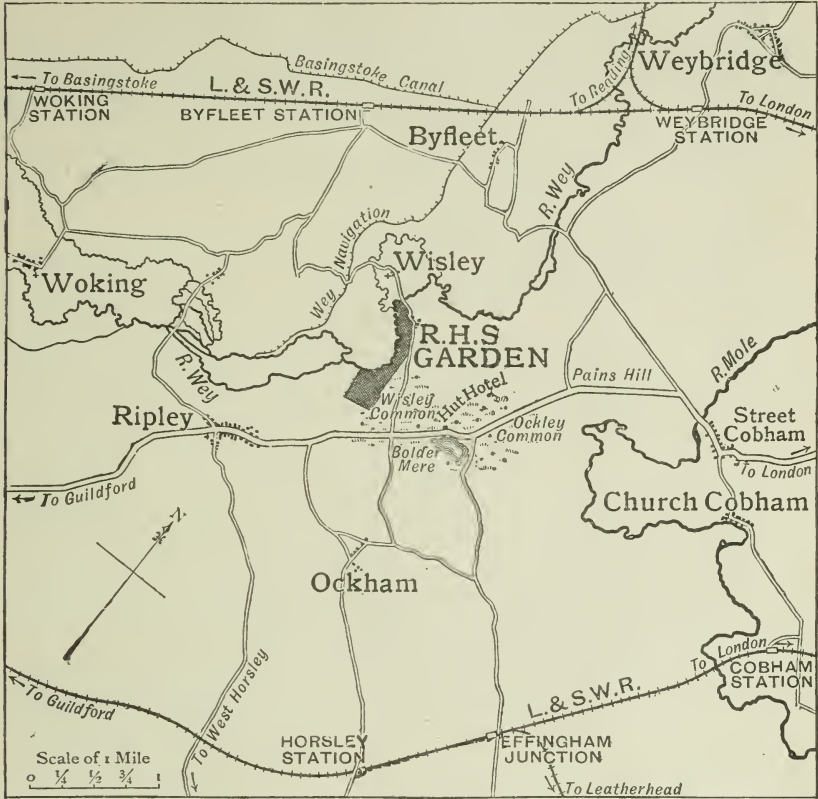 Weybridge
Basingstoke Canal
To Reading
To Basingstoke
L. & S.W.R.
To London
WOKING
STATION
BYFLEET STATION
WEYBRIDGE
STATION
Byfleet
R. Wey
Wey Navigation
Wisley
Woking
R.H.S
GARDEN
R. Wey
R. Mole
Pains Hill
Hut Hotel
Wisley
Common
Ripley
Ockley
Common
Street
Cobham
Bolder
Mere
To London
To Guildford
Church Cobham
N
Ockham
To London
COBHAM
STATION
To Guildford
To West Horsley
L. & S.W.R.
HORSLEY
STATION
EFFINGHAM
JUNCTION
Scale of 1 Mile
0 ¼ ½ ¾ 1
To Leatherhead